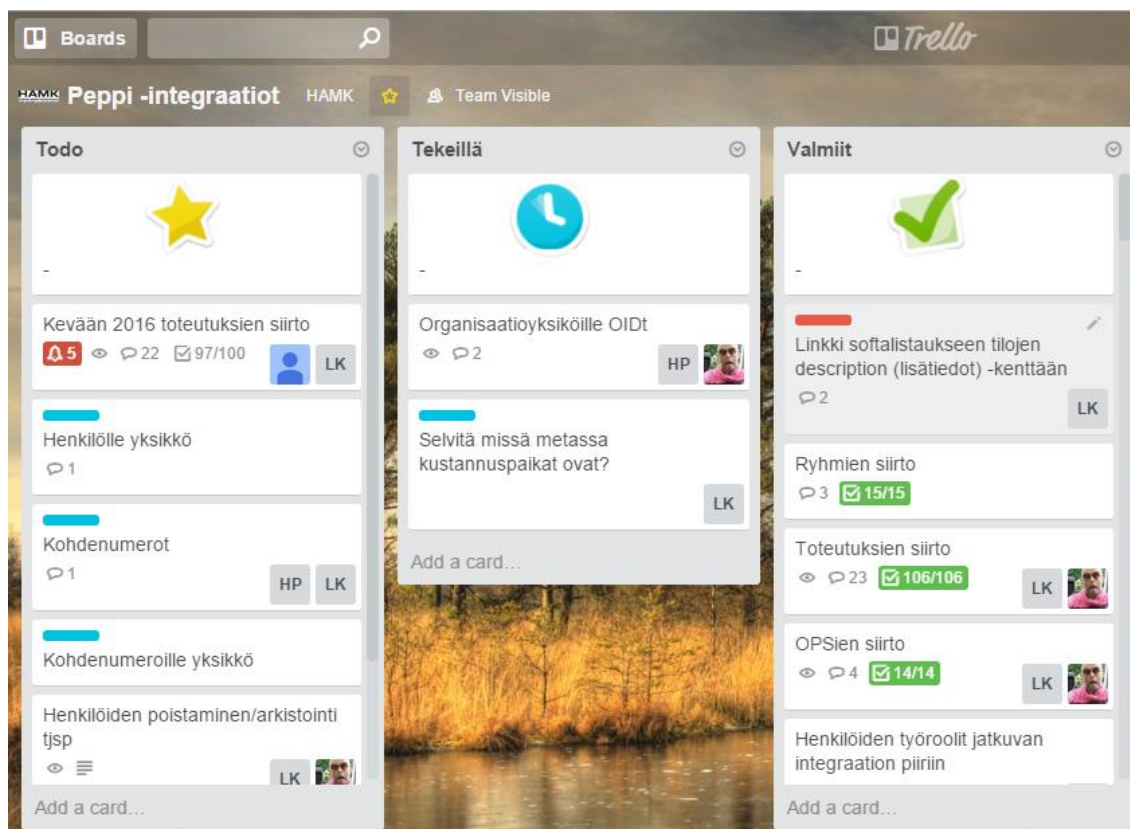 Boards
Trello
HAMK Peppi -integraatiot HAMK Team Visible
Todo
-
Kevään 2016 toteutuksien siirto
5 22 97/100
LK
Henkilölle yksikkö
1
Kohdenumerot
1
HP LK
Kohdenumeroille yksikkö
Henkilöiden poistaminen/arkistointi
tjsp
LK
Add a card...
Tekeillä
-
Organisaatioyksiköille OIDt
2
HP
Selvitä missä metassa
kustannuspaikat ovat?
LK
Add a card...
Valmiit
-
Linkki softalistaukseen tilojen
description (lisätiedot) -kenttään
2
LK
Ryhmien siirto
3 15/15
Toteutuksien siirto
23 106/106
LK
OPSien siirto
4 14/14
LK
Henkilöiden työroolit jatkuvan
integraation piiriin
Add a card...